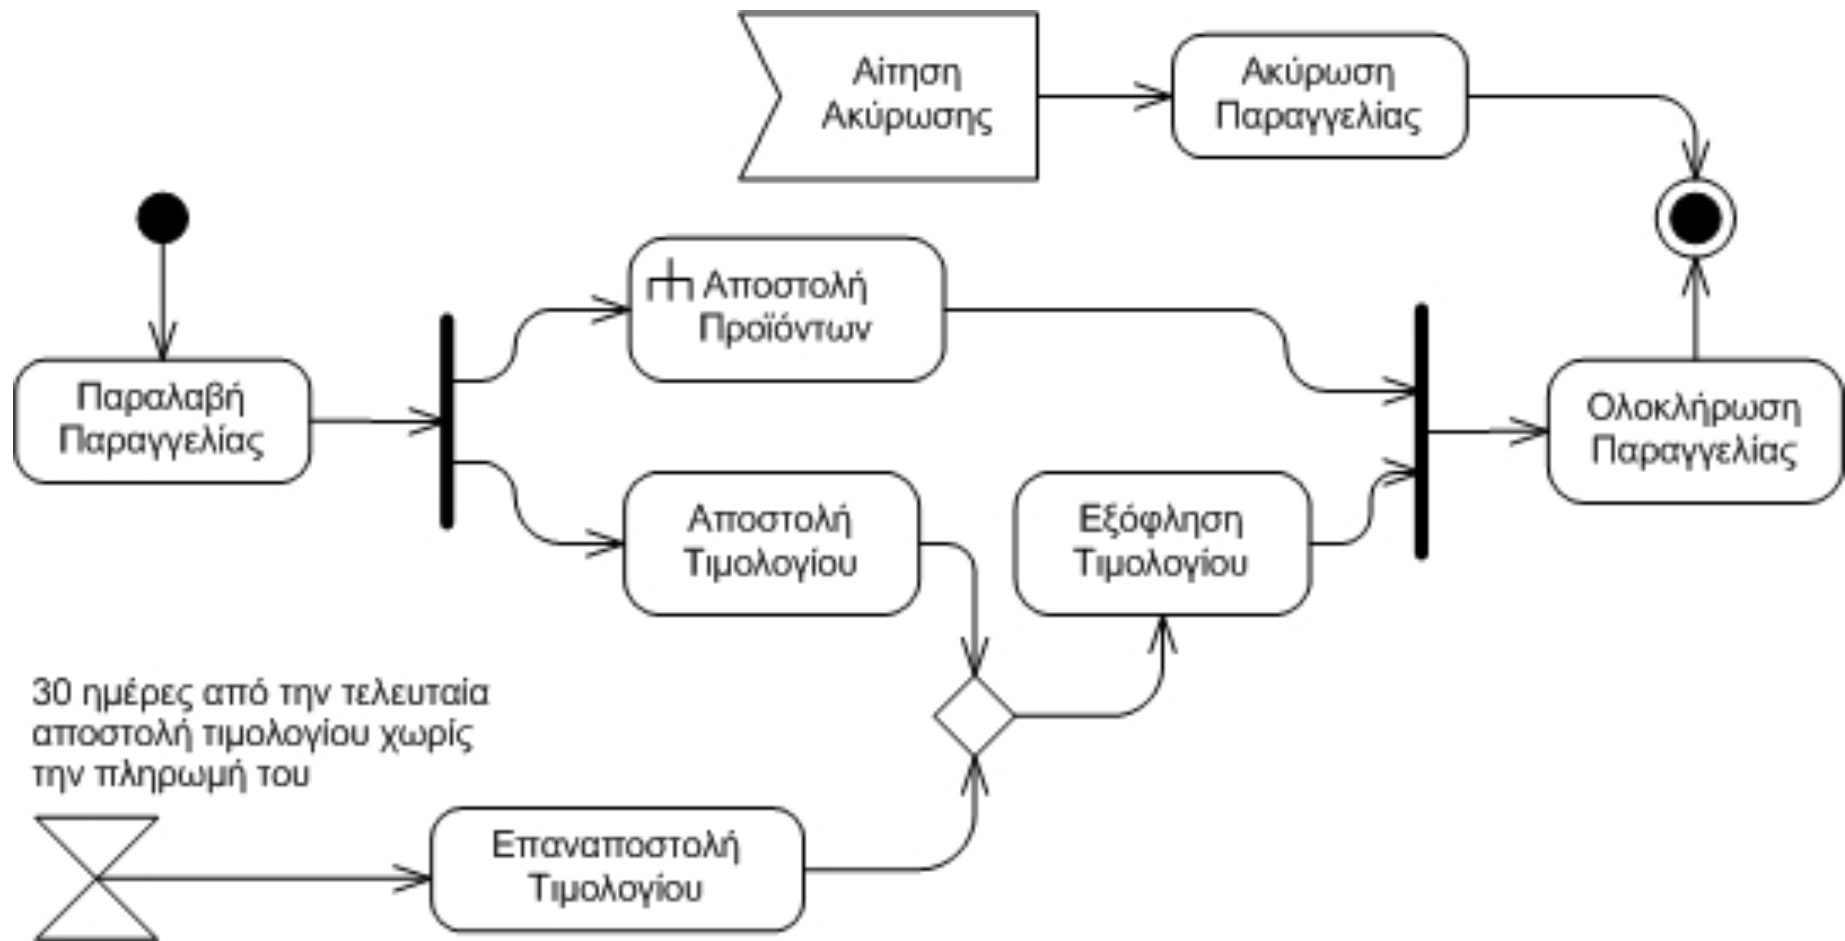 Αίτηση
Ακύρωσης
Ακύρωση
Παραγγελίας
Αποστολή
Προϊόντων
Παραλαβή
Παραγγελίας
Ολοκλήρωση
Παραγγελίας
Αποστολή
Τιμολογίου
Εξόφληση
Τιμολογίου
30 ημέρες από την τελευταία
αποστολή τιμολογίου χωρίς
την πληρωμή του
Επαναποστολή
Τιμολογίου